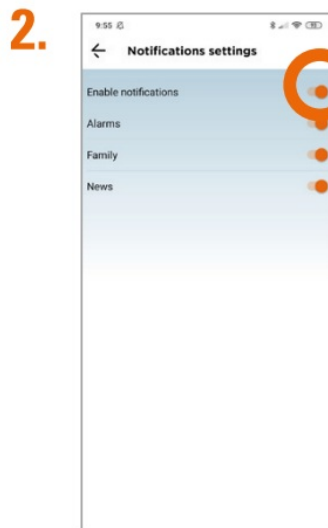 2.
9:55
Notifications settings
Enable notifications
Alarms
Family
News